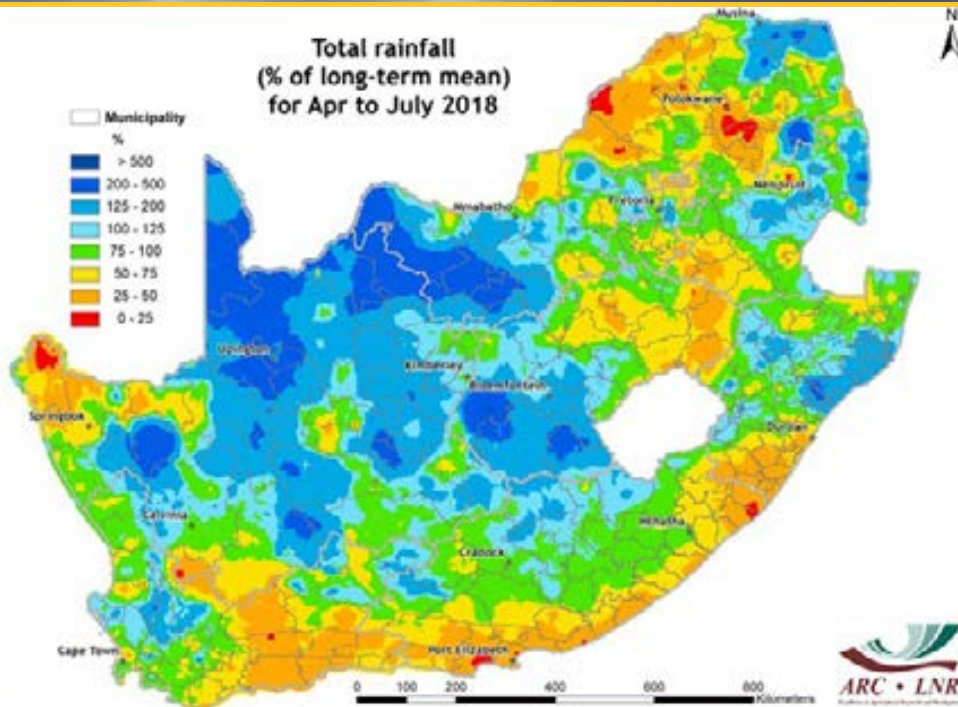 Total rainfall
(% of long-term mean)
for Apr to July 2018
N
Municipality
%
> 500
200 - 500
125 - 200
100 - 125
75 - 100
50 - 75
25 - 50
0 - 25
Musina
Polokwane
Nelspruit
Pretoria
Mmabatho
Upington
Kimberley
Bloemfontein
Springbok
Durban
Calvinia
Mthatha
Cradock
Cape Town
Port Elizabeth
0 100 200 400 600 800
Kilometers
ARC • LNR